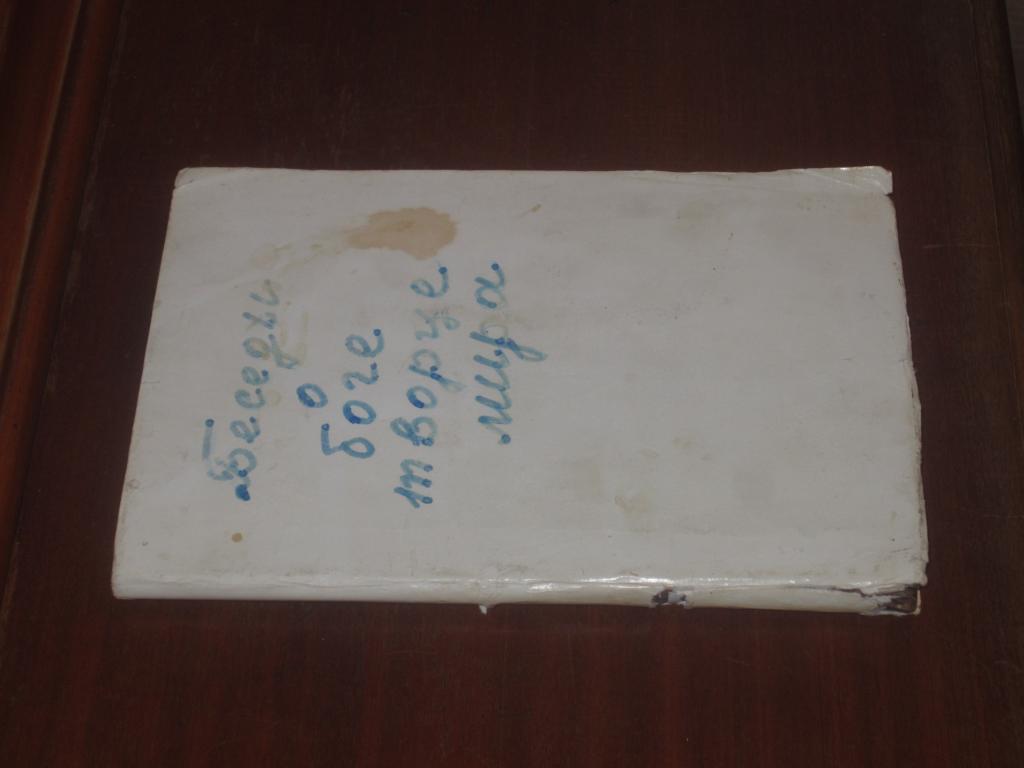 Беседы
о
боге
творце
мира